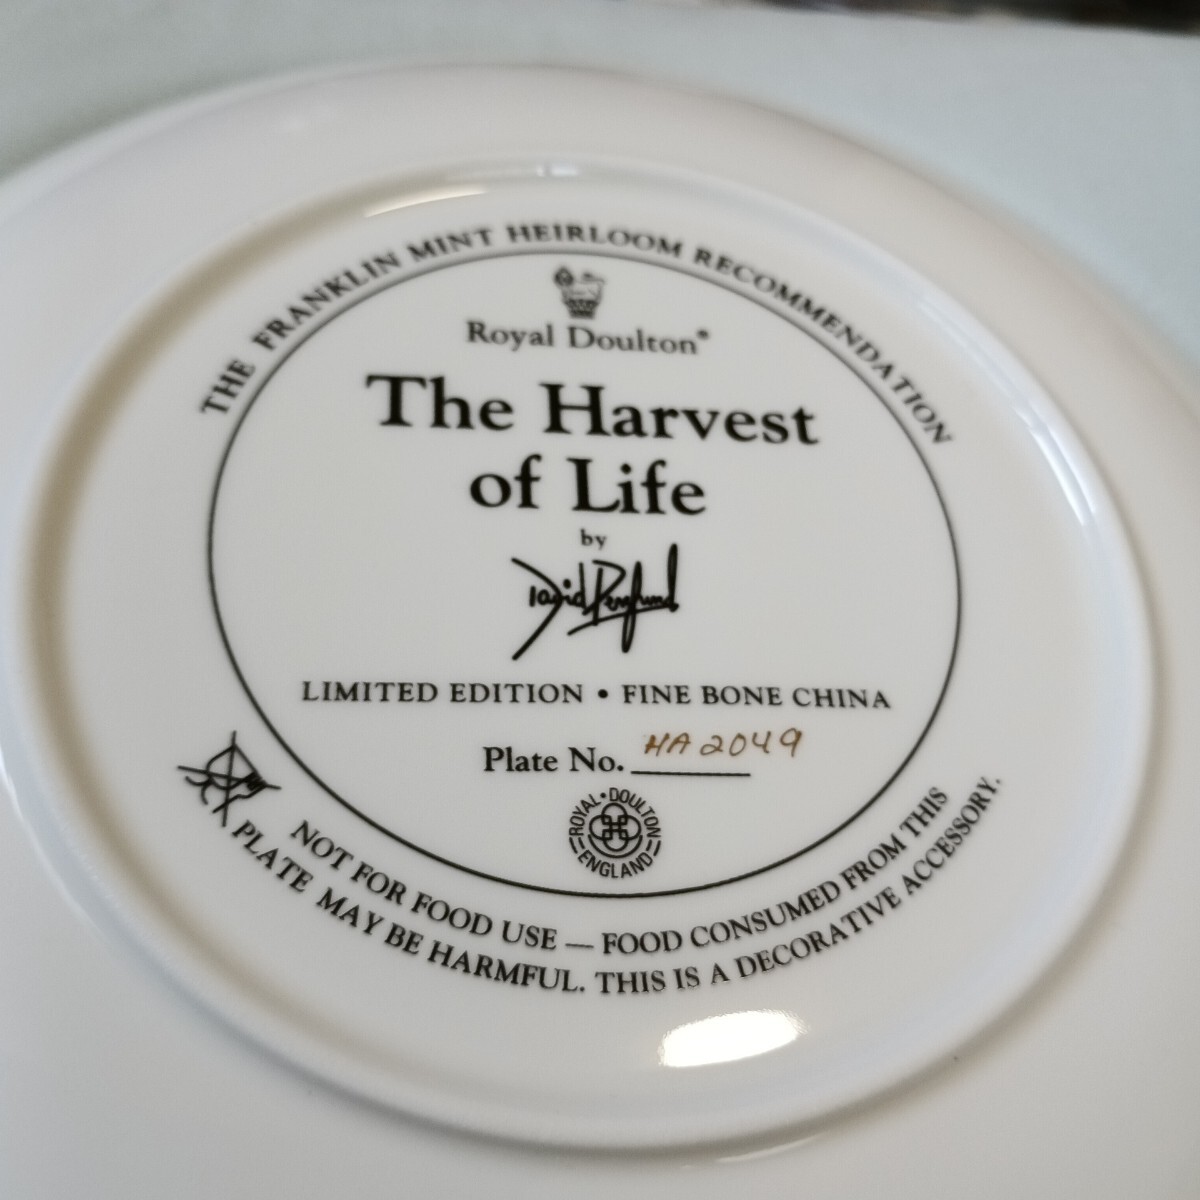 THE FRANKLIN MINT HEIRLOOM RECOMMENDATION
Royal Doulton®
The Harvest
of Life
by
David Penfound
LIMITED EDITION • FINE BONE CHINA
Plate No. HA2049
ROYAL • DOULTON
ENGLAND
NOT FOR FOOD USE — FOOD CONSUMED FROM THIS
PLATE MAY BE HARMFUL. THIS IS A DECORATIVE ACCESSORY.